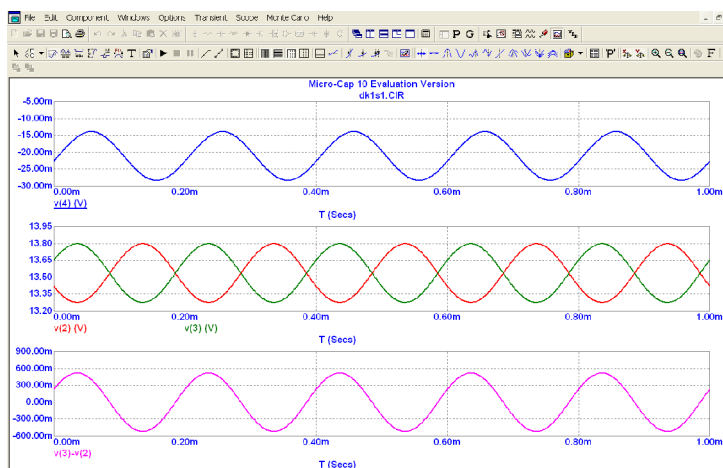 File Edit Component Windows Options Transient Scope Monte Carlo Help
T P G
T P' F
Micro-Cap 10 Evaluation Version
dk1s1.CIR
-5.00m
-10.00m
-15.00m
-20.00m
-25.00m
-30.00m
0.00m 0.20m 0.40m 0.60m 0.80m 1.00m
v(4) (V)
T (Secs)
13.95
13.80
13.65
13.50
13.35
13.20
0.00m 0.20m 0.40m 0.60m 0.80m 1.00m
v(2) (V) v(3) (V)
T (Secs)
900.00m
600.00m
300.00m
0.00m
-300.00m
-600.00m
0.00m 0.20m 0.40m 0.60m 0.80m 1.00m
v(3)-v(2)
T (Secs)